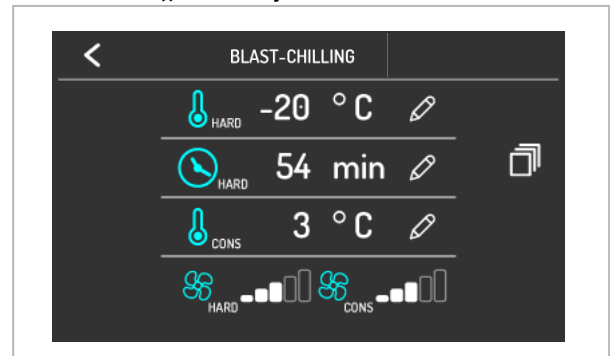 BLAST-CHILLING
HARD -20 °C
HARD 54 min
CONS 3 °C
HARD CONS